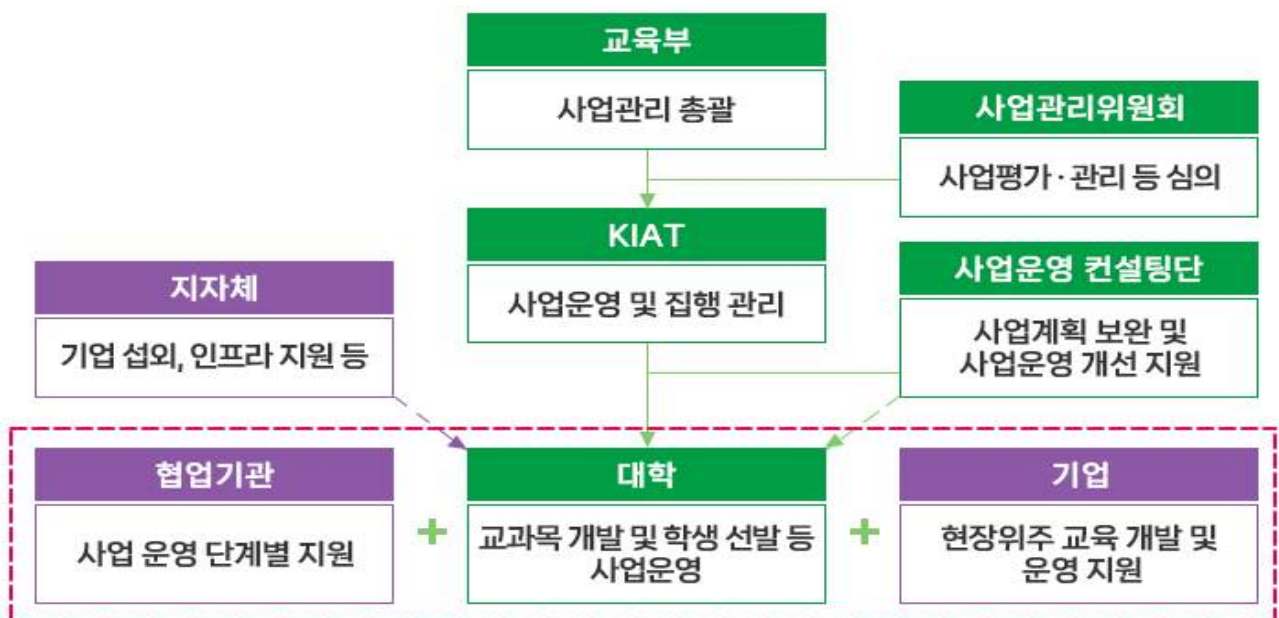 교육부
사업관리 총괄
사업관리위원회
사업평가·관리 등 심의
KIAT
사업운영 및 집행 관리
사업운영 컨설팅단
사업계획 보완 및
사업운영 개선 지원
지자체
기업 섭외, 인프라 지원 등
협업기관
사업 운영 단계별 지원
+
대학
교과목 개발 및 학생 선발 등
사업운영
+
기업
현장위주 교육 개발 및
운영 지원